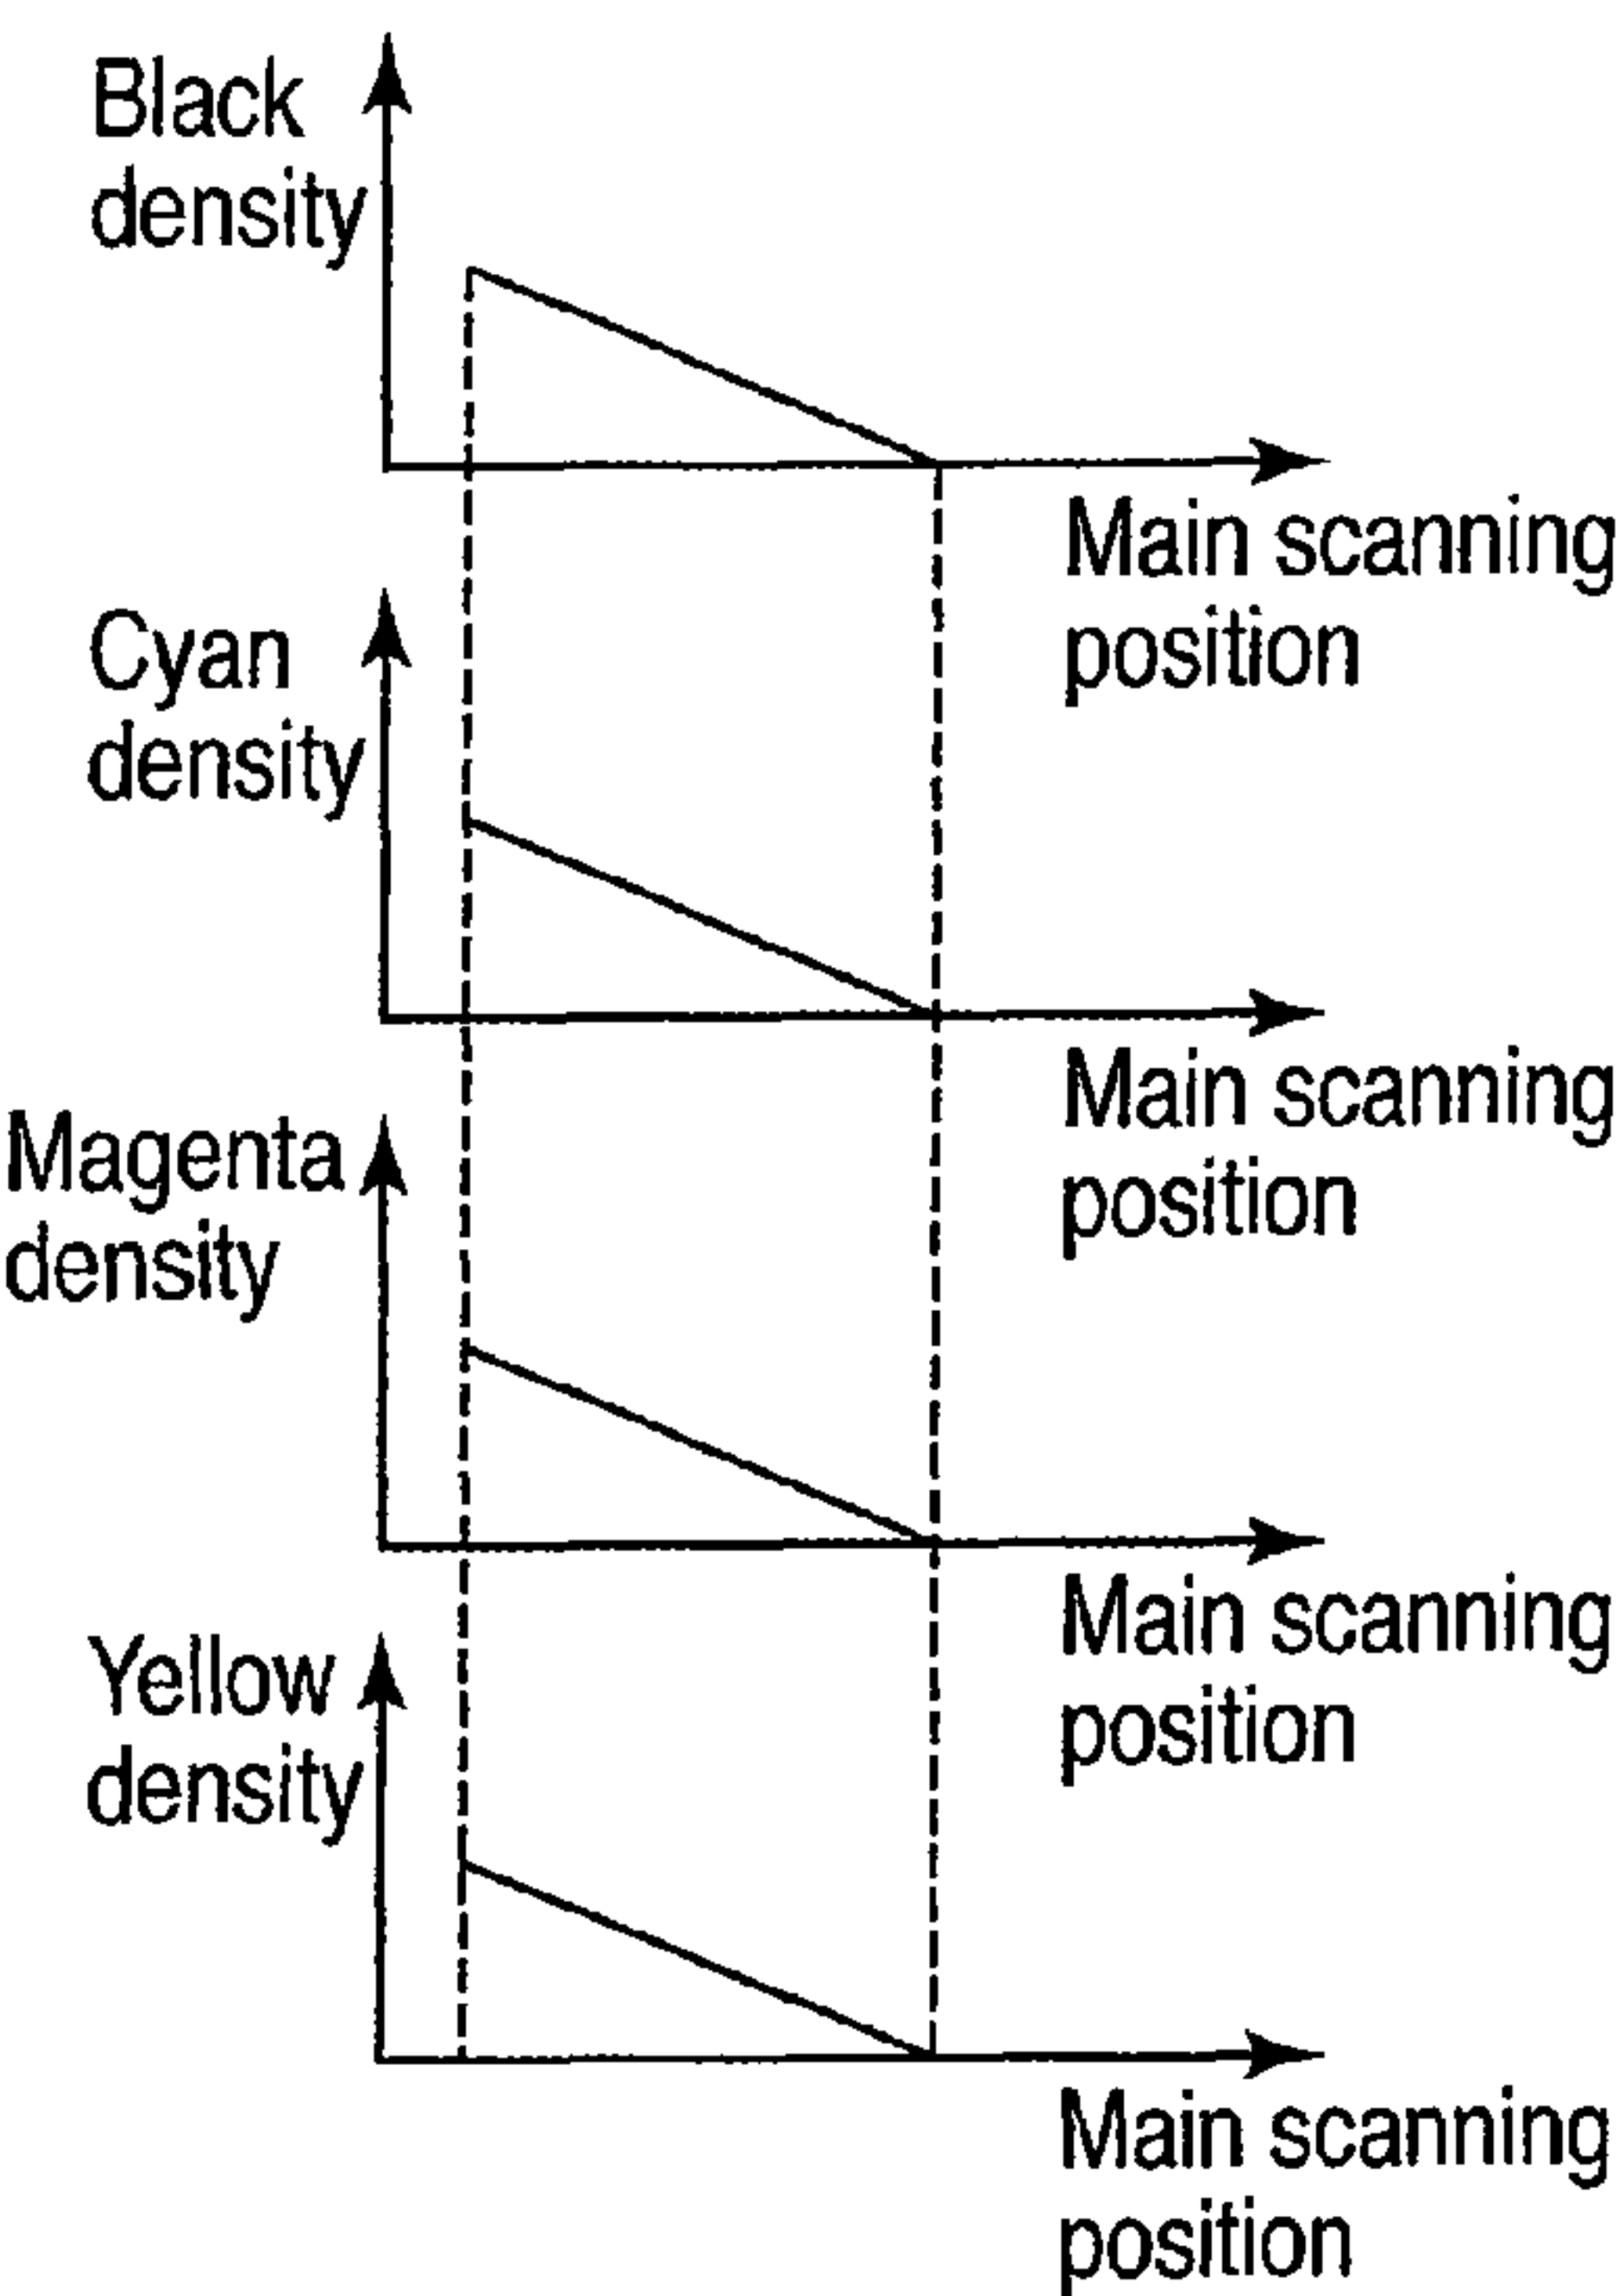 Black
density
Main scanning
position
Cyan
density
Main scanning
position
Magenta
density
Main scanning
position
Yellow
density
Main scanning
position